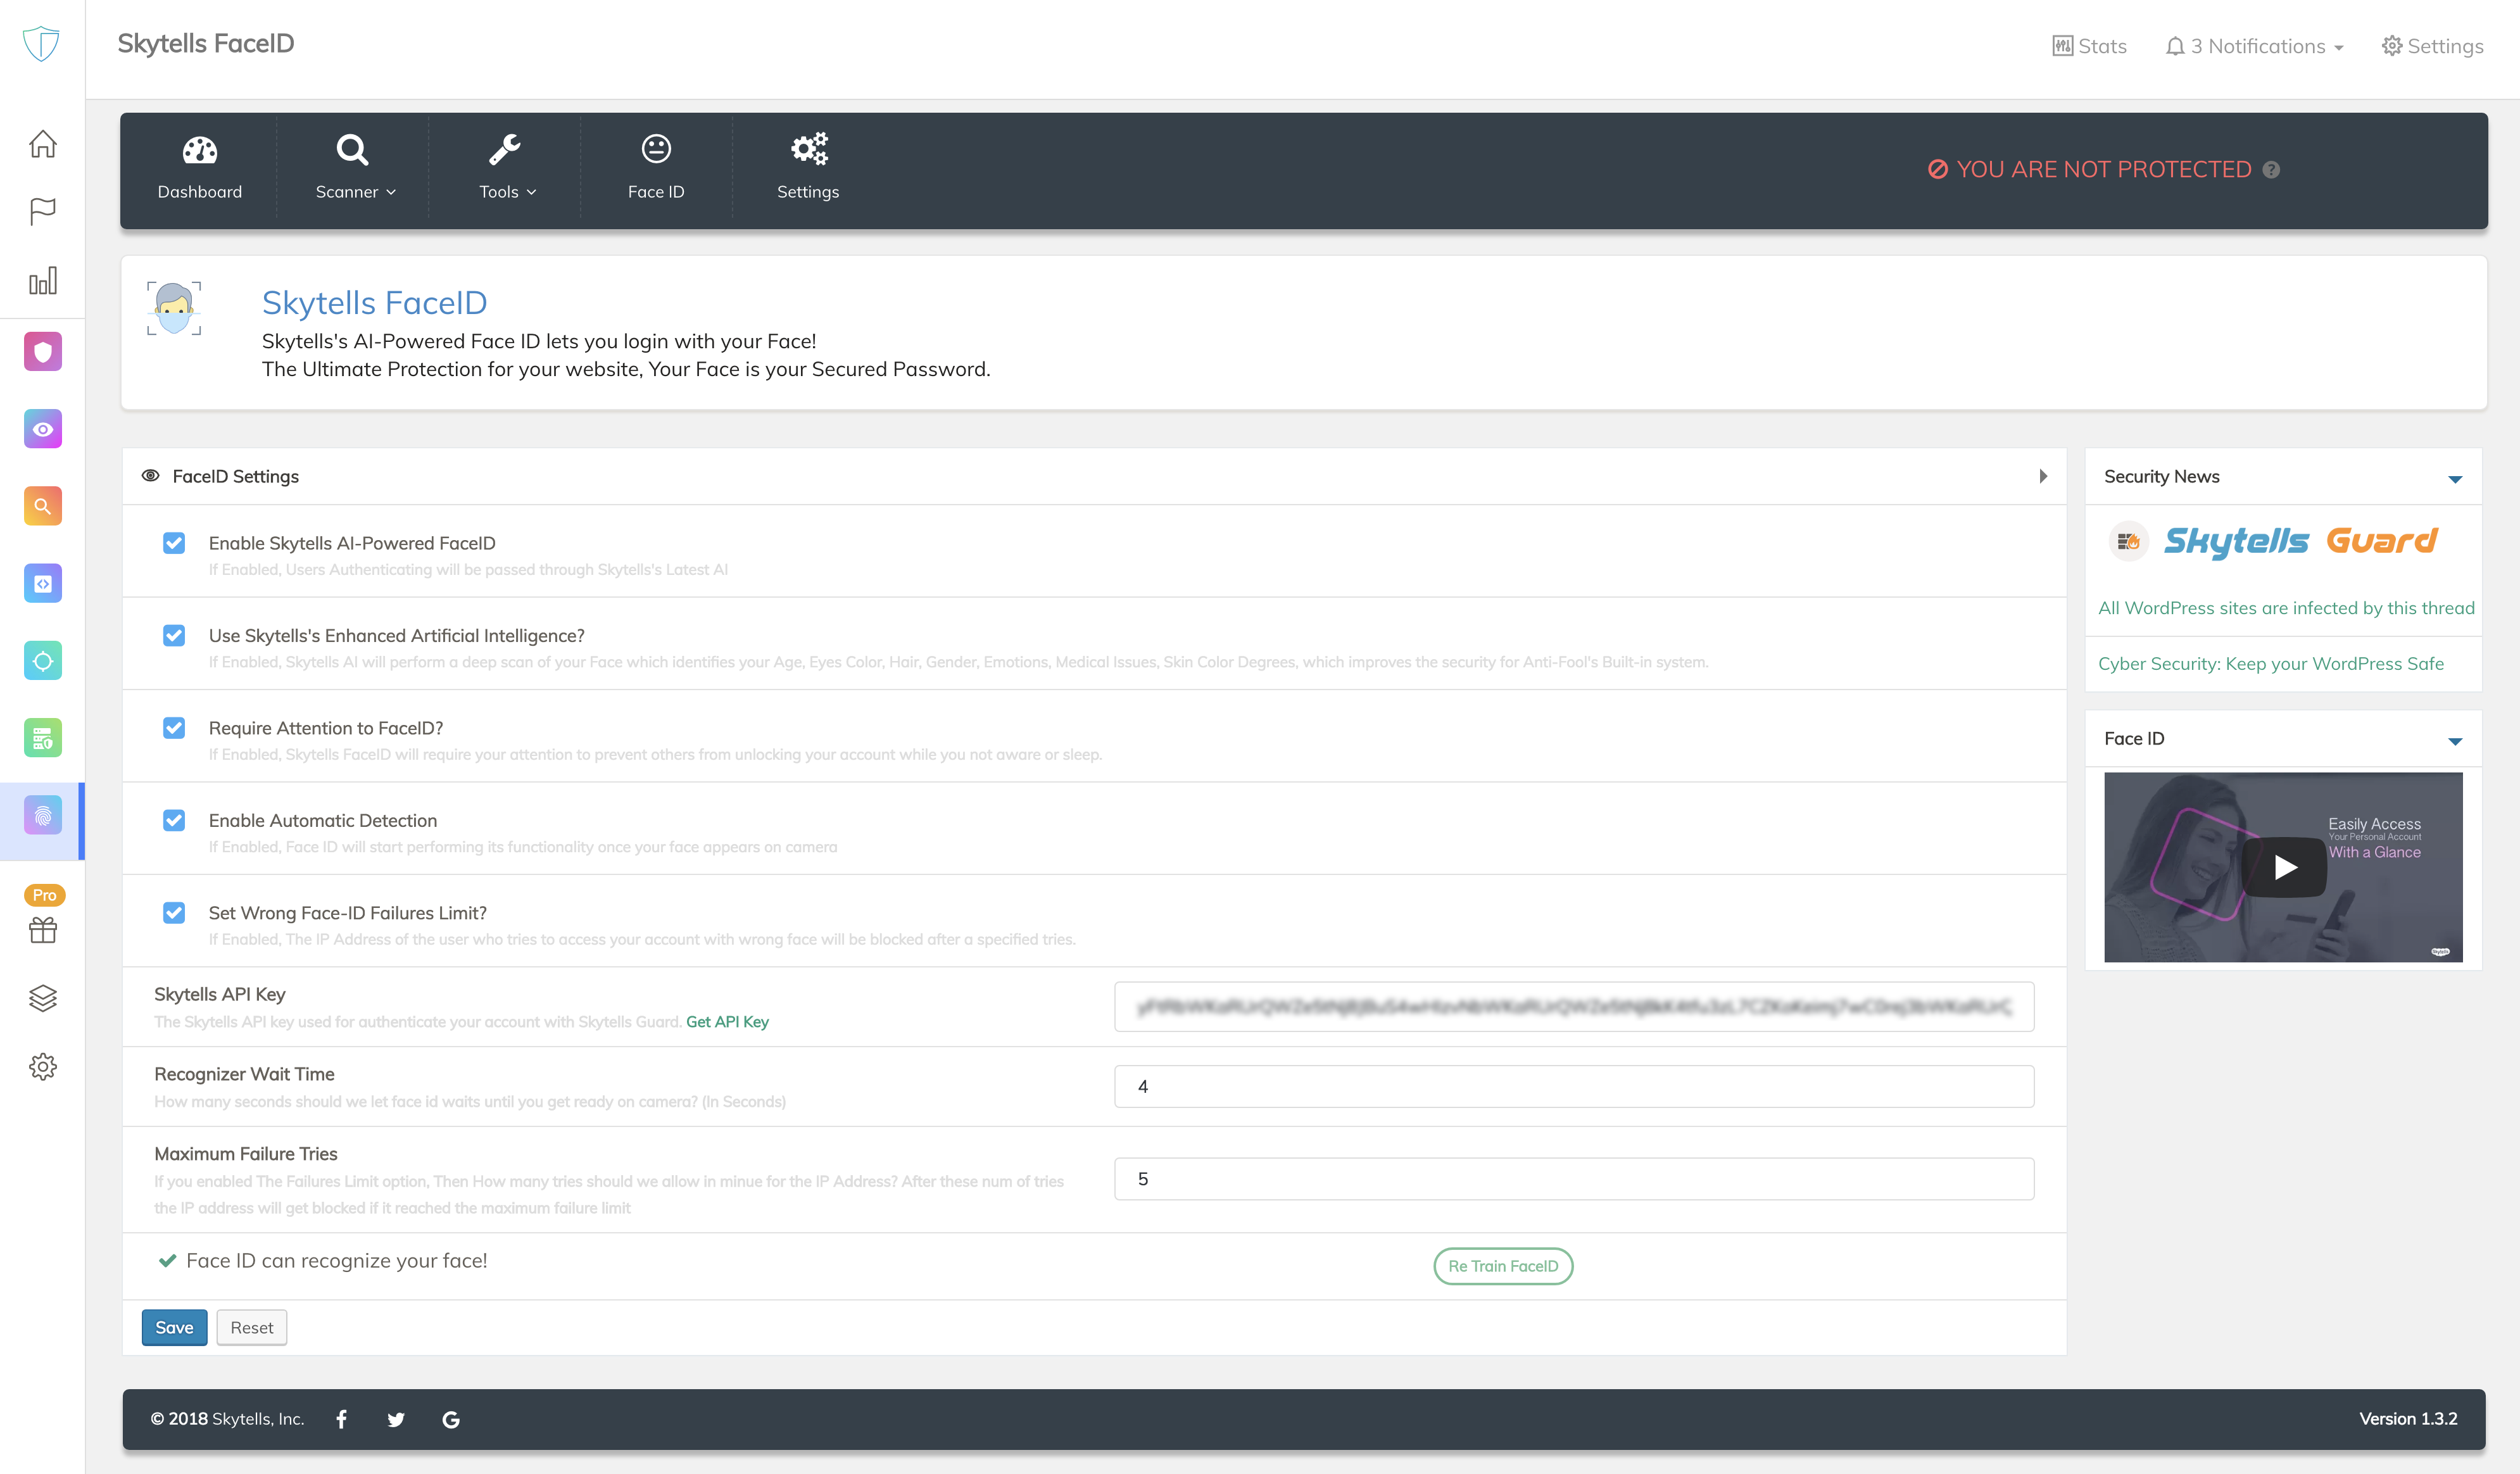 Skytells FaceID
Stats
3 Notifications
Settings
Dashboard
Scanner
Tools
Face ID
Settings
YOU ARE NOT PROTECTED
Skytells FaceID
Skytells's AI-Powered Face ID lets you login with your Face!
The Ultimate Protection for your website, Your Face is your Secured Password.
FaceID Settings
Enable Skytells AI-Powered FaceID
If Enabled, Users Authenticating will be passed through Skytells's Latest AI
Use Skytells's Enhanced Artificial Intelligence?
If Enabled, Skytells AI will perform a deep scan of your Face which identifies your Age, Eyes Color, Hair, Gender, Emotions, Medical Issues, Skin Color Degrees, which improves the security for Anti-Fool's Built-in system.
Require Attention to FaceID?
If Enabled, Skytells FaceID will require your attention to prevent others from unlocking your account while you not aware or sleep.
Enable Automatic Detection
If Enabled, Face ID will start performing its functionality once your face appears on camera
Set Wrong Face-ID Failures Limit?
If Enabled, The IP Address of the user who tries to access your account with wrong face will be blocked after a specified tries.
Pro
Skytells API Key
The Skytells API key used for authenticate your account with Skytells Guard. Get API Key
Recognizer Wait Time
How many seconds should we let face id waits until you get ready on camera? (In Seconds)
4
Maximum Failure Tries
If you enabled The Failures Limit option, Then How many tries should we allow in minue for the IP Address? After these num of tries
the IP address will get blocked if it reached the maximum failure limit
5
Face ID can recognize your face!
Re Train FaceID
Save
Reset
Security News
Skytells Guard
All WordPress sites are infected by this thread
Cyber Security: Keep your WordPress Safe
Face ID
Easily Access
Your Personal Account
With a Glance
© 2018 Skytells, Inc.
Version 1.3.2